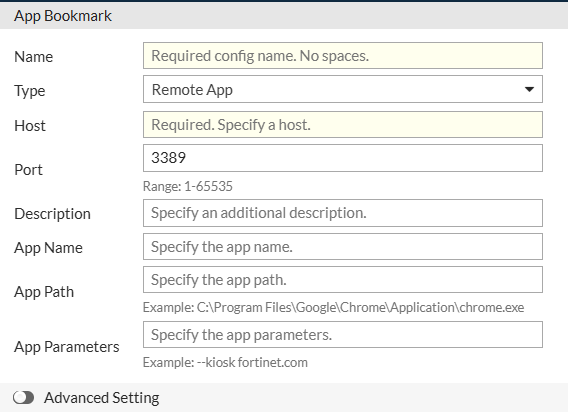 App Bookmark
Name Required config name. No spaces.
Type Remote App
Host Required. Specify a host.
Port 3389
Range: 1-65535
Description Specify an additional description.
App Name Specify the app name.
App Path Specify the app path.
Example: C:\Program Files\Google\Chrome\Application\chrome.exe
App Parameters Specify the app parameters.
Example: --kiosk fortinet.com
Advanced Setting